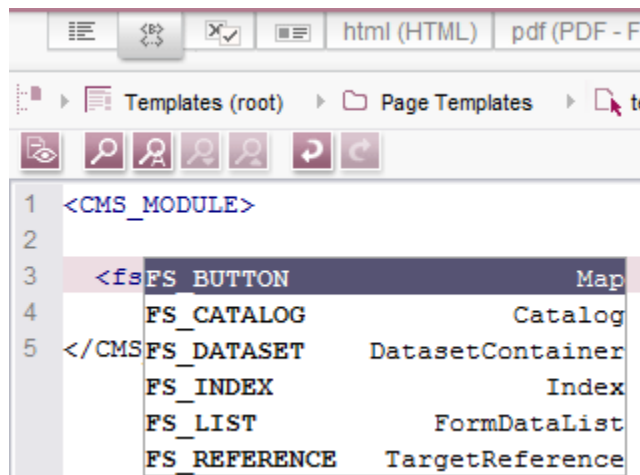 html (HTML) pdf (PDF - F
Templates (root) Page Templates te
1 <CMS_MODULE>
2
3 <fs FS_BUTTON Map
4 FS_CATALOG Catalog
5 </CMS FS_DATASET DatasetContainer
FS_INDEX Index
FS_LIST FormDataList
FS_REFERENCE TargetReference